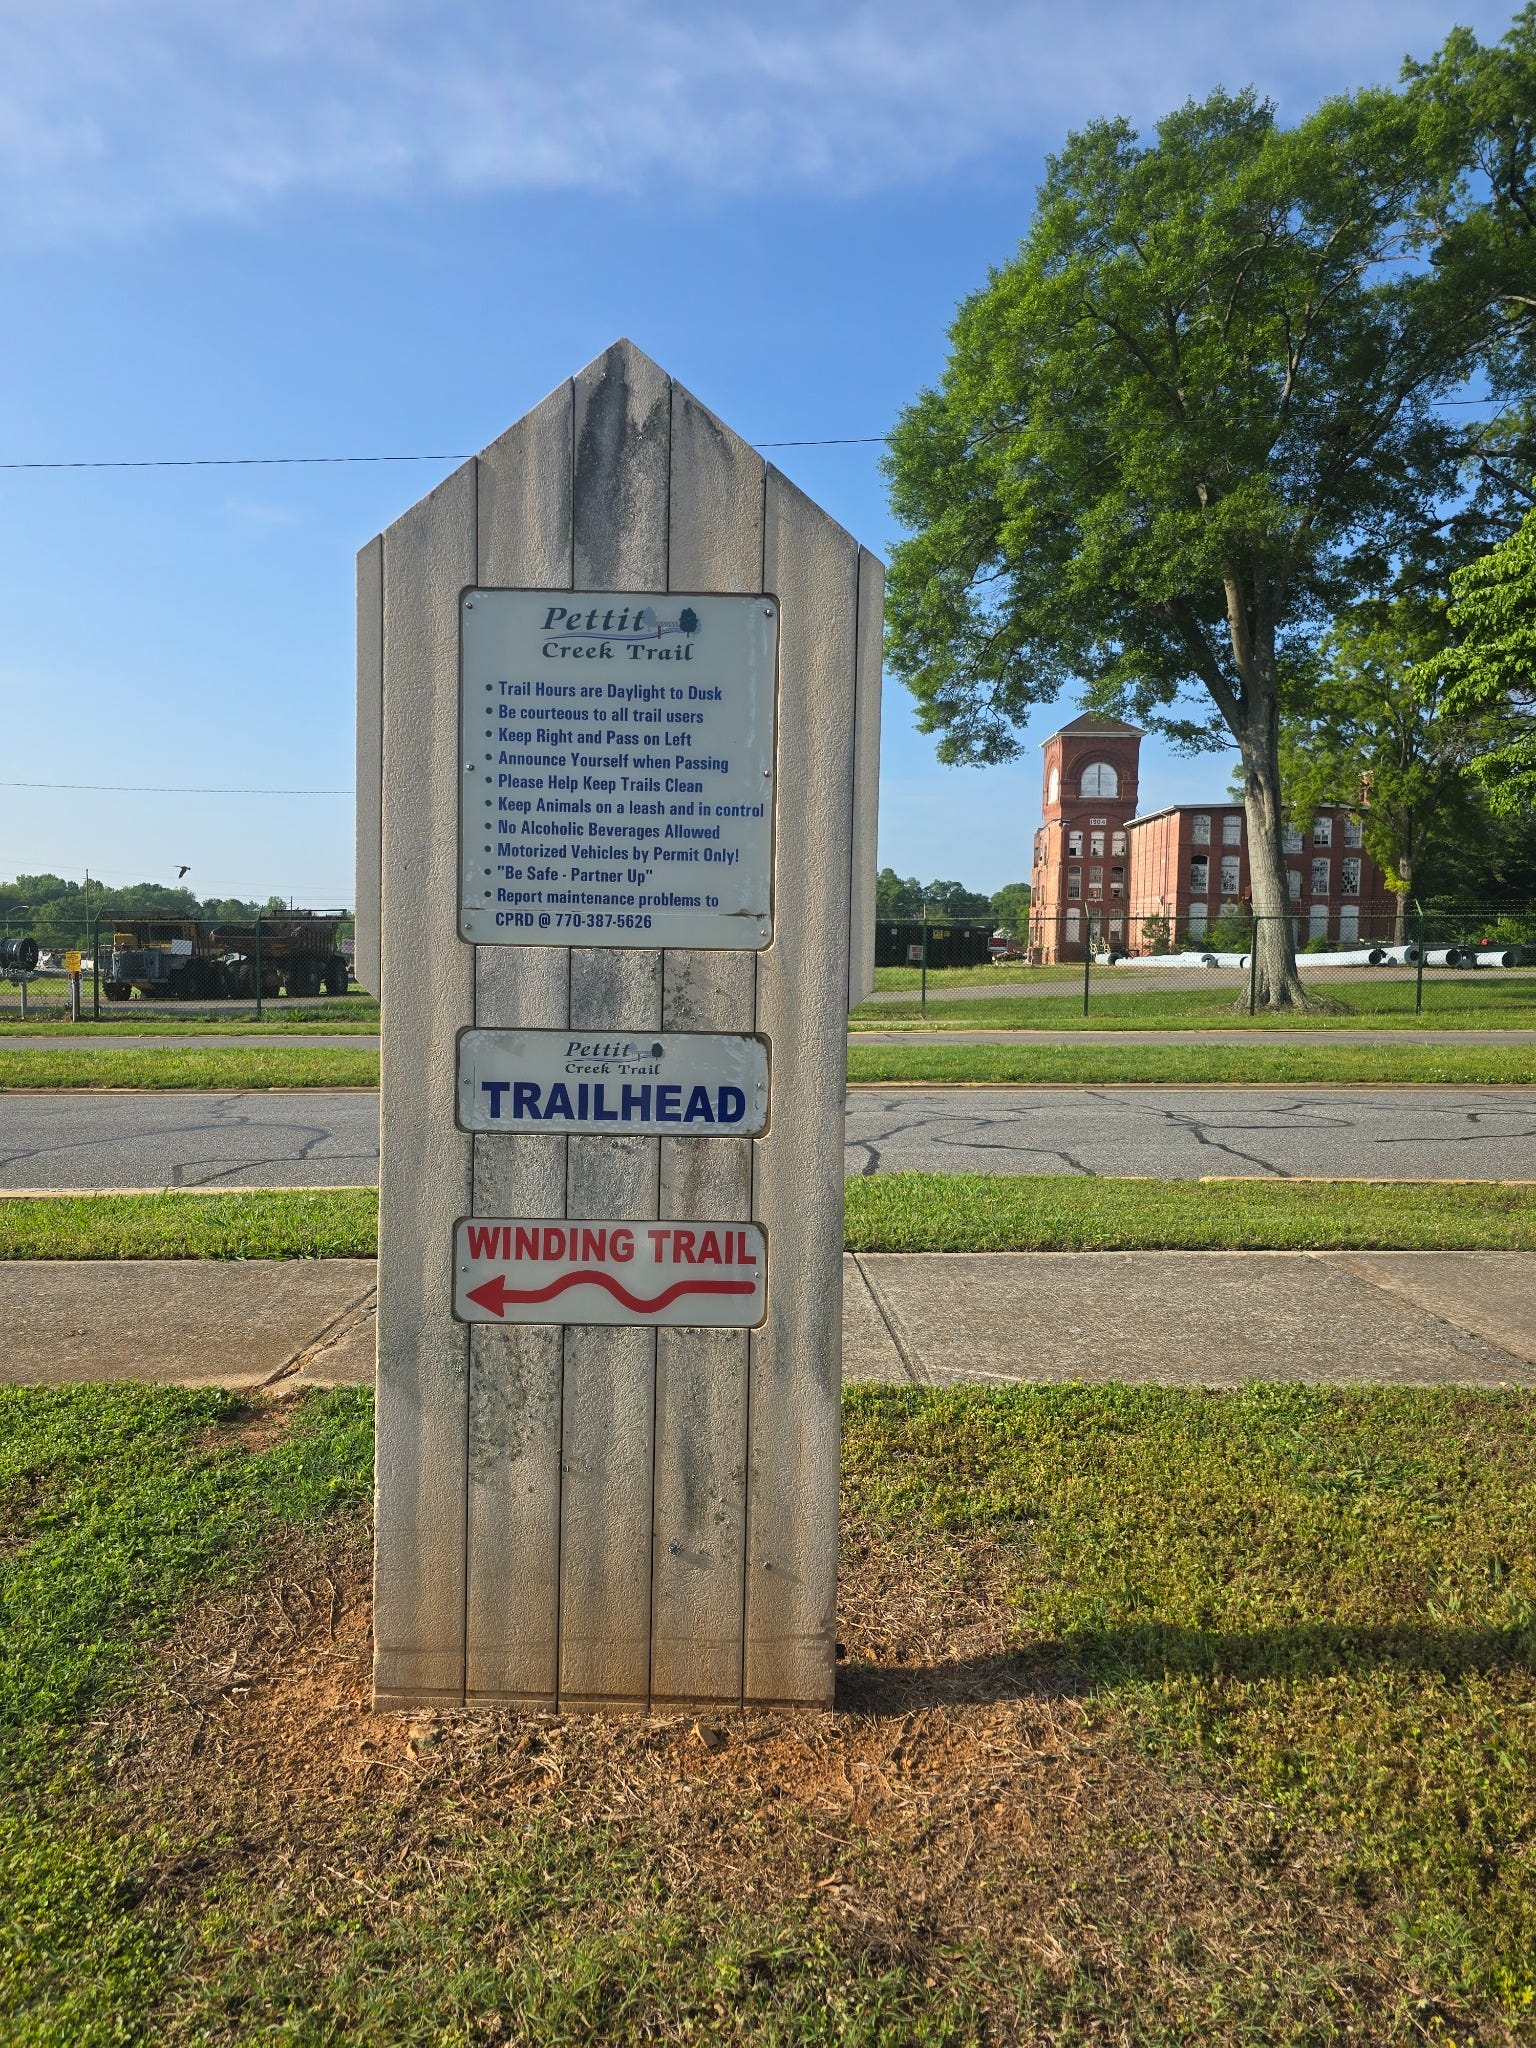 Pettit
Creek Trail
• Trail Hours are Daylight to Dusk
• Be courteous to all trail users
• Keep Right and Pass on Left
• Announce Yourself when Passing
• Please Help Keep Trails Clean
• Keep Animals on a leash and in control
• No Alcoholic Beverages Allowed
• Motorized Vehicles by Permit Only!
• "Be Safe - Partner Up"
• Report maintenance problems to
CPRD @ 770-387-5626
Pettit
Creek Trail
TRAILHEAD
WINDING TRAIL
1904